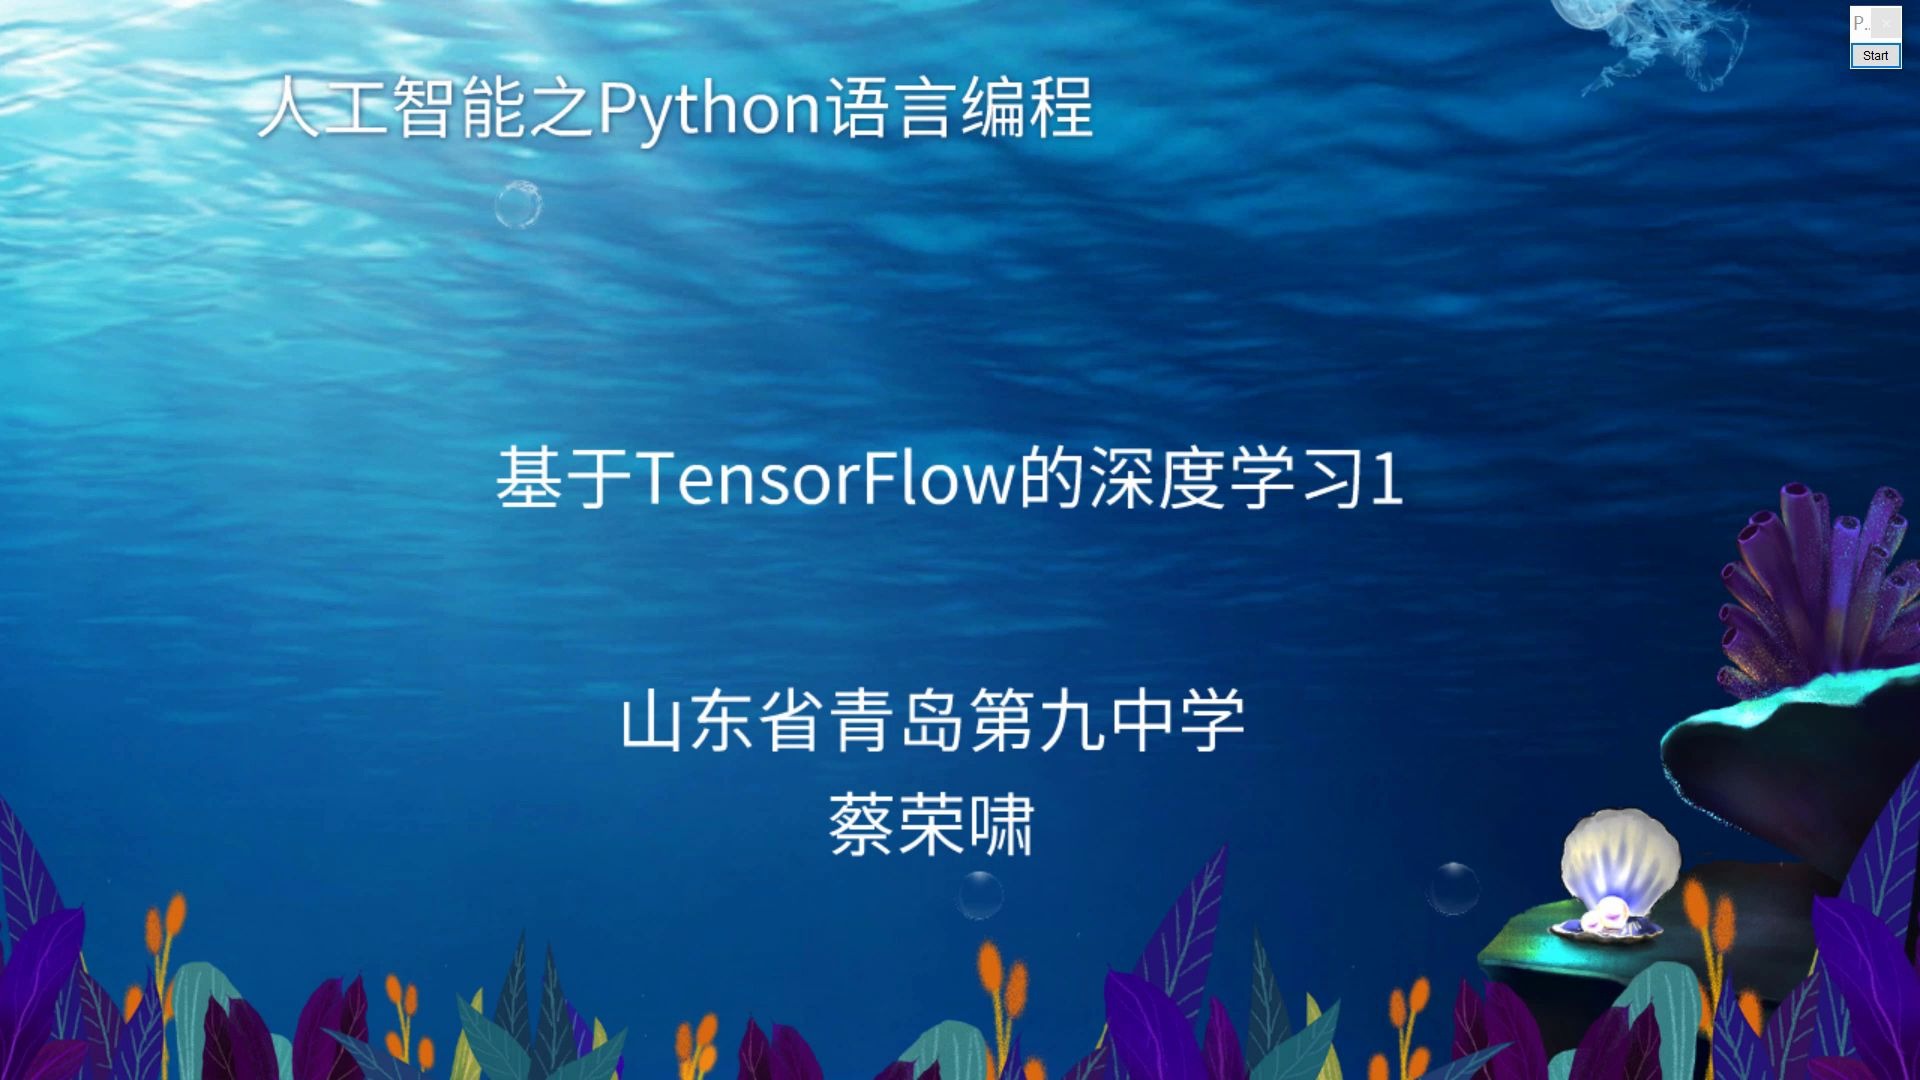 人工智能之Python语言编程
P..
Start
基于TensorFlow的深度学习1
山东省青岛第九中学
蔡荣啸